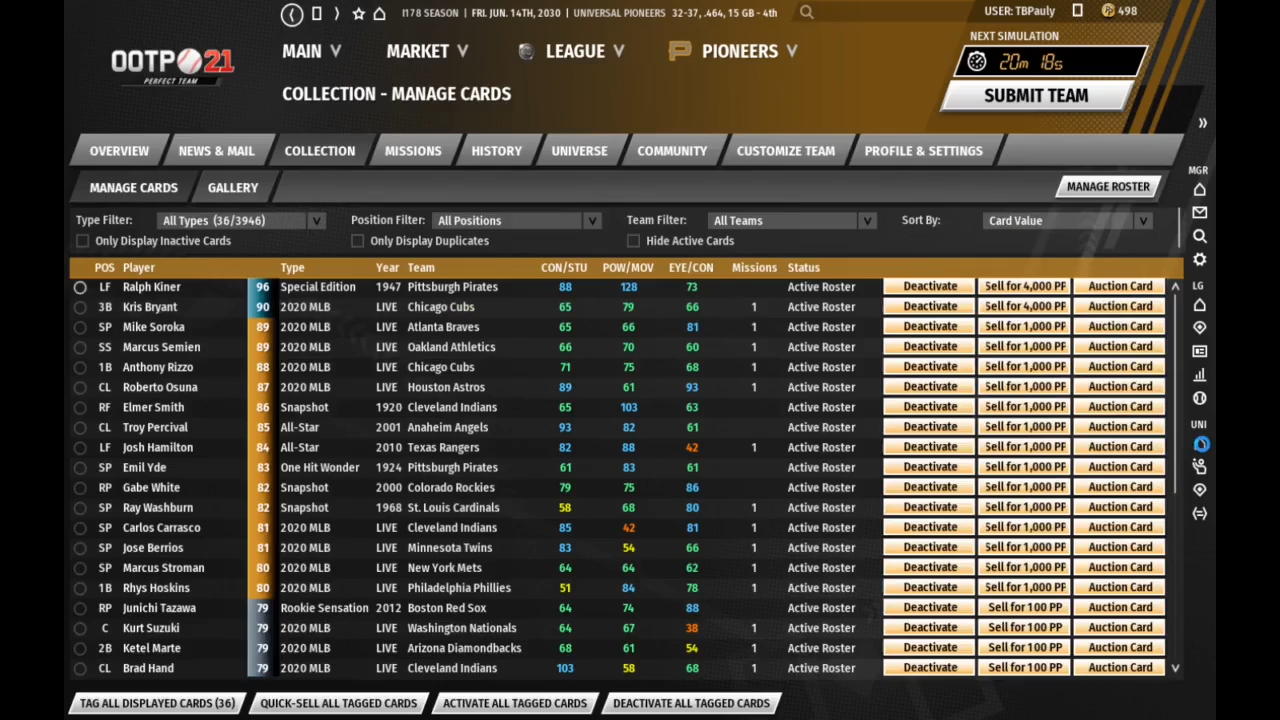 I178 SEASON | FRI. JUN. 14TH, 2030 | UNIVERSAL PIONEERS 32-37, .464, 15 GB - 4th
USER: TBPauly 498
OOTP 21
PERFECT TEAM
MAIN MARKET LEAGUE PIONEERS
NEXT SIMULATION
20m 18s
COLLECTION - MANAGE CARDS
SUBMIT TEAM
OVERVIEW NEWS & MAIL COLLECTION MISSIONS HISTORY UNIVERSE COMMUNITY CUSTOMIZE TEAM PROFILE & SETTINGS
MANAGE CARDS GALLERY MANAGE ROSTER
Type Filter: All Types (36/3946) Position Filter: All Positions Team Filter: All Teams Sort By: Card Value
Only Display Inactive Cards Only Display Duplicates Hide Active Cards
POS Player Type Year Team CON/STU POW/MOV EYE/CON Missions Status
LF Ralph Kiner 96 Special Edition 1947 Pittsburgh Pirates 88 128 73 Active Roster Deactivate Sell for 4,000 PP Auction Card
3B Kris Bryant 90 2020 MLB LIVE Chicago Cubs 65 79 66 1 Active Roster Deactivate Sell for 4,000 PP Auction Card
SP Mike Soroka 89 2020 MLB LIVE Atlanta Braves 65 66 81 1 Active Roster Deactivate Sell for 1,000 PP Auction Card
SS Marcus Semien 89 2020 MLB LIVE Oakland Athletics 66 70 60 1 Active Roster Deactivate Sell for 1,000 PP Auction Card
1B Anthony Rizzo 88 2020 MLB LIVE Chicago Cubs 71 75 68 1 Active Roster Deactivate Sell for 1,000 PP Auction Card
CL Roberto Osuna 87 2020 MLB LIVE Houston Astros 89 61 93 1 Active Roster Deactivate Sell for 1,000 PP Auction Card
RF Elmer Smith 86 Snapshot 1920 Cleveland Indians 65 103 63 Active Roster Deactivate Sell for 1,000 PP Auction Card
CL Troy Percival 85 All-Star 2001 Anaheim Angels 93 82 61 Active Roster Deactivate Sell for 1,000 PP Auction Card
LF Josh Hamilton 84 All-Star 2010 Texas Rangers 82 88 42 1 Active Roster Deactivate Sell for 1,000 PP Auction Card
SP Emil Yde 83 One Hit Wonder 1924 Pittsburgh Pirates 61 83 61 Active Roster Deactivate Sell for 1,000 PP Auction Card
RP Gabe White 82 Snapshot 2000 Colorado Rockies 79 75 86 Active Roster Deactivate Sell for 1,000 PP Auction Card
SP Ray Washburn 82 Snapshot 1968 St. Louis Cardinals 58 68 80 1 Active Roster Deactivate Sell for 1,000 PP Auction Card
SP Carlos Carrasco 81 2020 MLB LIVE Cleveland Indians 85 42 81 1 Active Roster Deactivate Sell for 1,000 PP Auction Card
SP Jose Berrios 81 2020 MLB LIVE Minnesota Twins 83 54 66 1 Active Roster Deactivate Sell for 1,000 PP Auction Card
SP Marcus Stroman 80 2020 MLB LIVE New York Mets 64 64 62 1 Active Roster Deactivate Sell for 1,000 PP Auction Card
1B Rhys Hoskins 80 2020 MLB LIVE Philadelphia Phillies 51 84 78 1 Active Roster Deactivate Sell for 1,000 PP Auction Card
RP Junichi Tazawa 79 Rookie Sensation 2012 Boston Red Sox 64 74 88 Active Roster Deactivate Sell for 100 PP Auction Card
C Kurt Suzuki 79 2020 MLB LIVE Washington Nationals 64 67 38 1 Active Roster Deactivate Sell for 100 PP Auction Card
2B Ketel Marte 79 2020 MLB LIVE Arizona Diamondbacks 68 61 54 1 Active Roster Deactivate Sell for 100 PP Auction Card
CL Brad Hand 79 2020 MLB LIVE Cleveland Indians 103 58 68 1 Active Roster Deactivate Sell for 100 PP Auction Card
TAG ALL DISPLAYED CARDS (36) QUICK-SELL ALL TAGGED CARDS ACTIVATE ALL TAGGED CARDS DEACTIVATE ALL TAGGED CARDS
MGR
LG
UNI